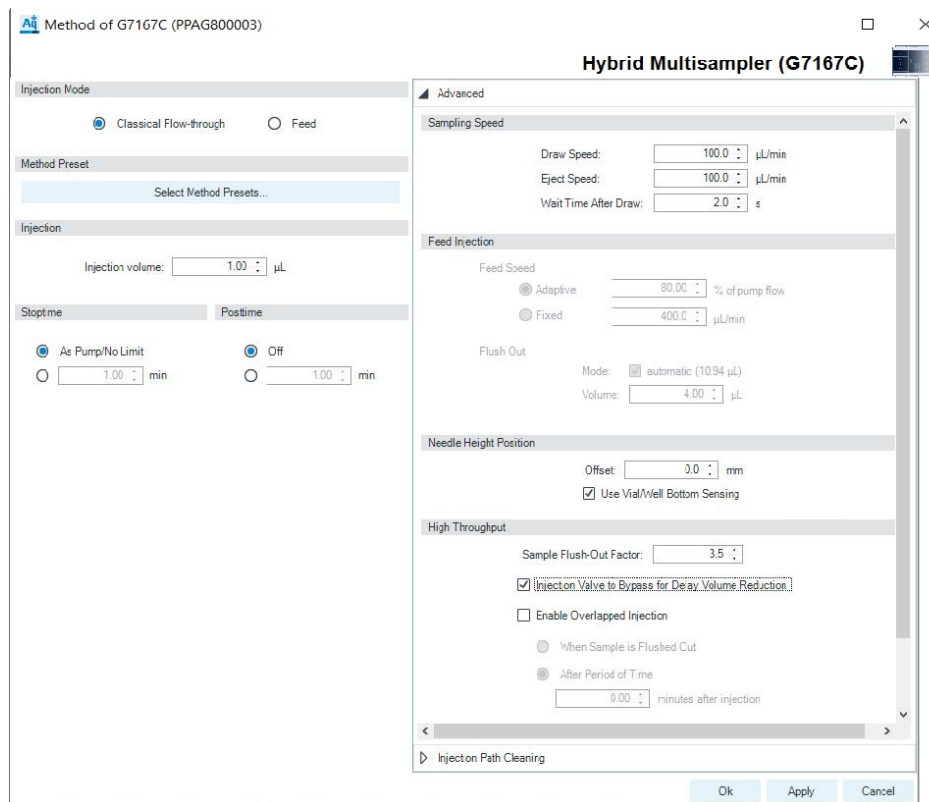 Method of G7167C (PPAG800003)
Hybrid Multisampler (G7167C)
Injection Mode
Classical Flow-through
Feed
Method Preset
Select Method Presets...
Injection
Injection volume: 1.00 µL
Stoptime
Posttime
As Pump/No Limit
Off
1.00 min
1.00 min
Advanced
Sampling Speed
Draw Speed: 100.0 µL/min
Eject Speed: 100.0 µL/min
Wait Time After Draw: 2.0 s
Feed Injection
Feed Speed
Adaptive 80.00 % of pump flow
Fixed 400.0 µL/min
Flush Out
Mode: automatic (10.94 µL)
Volume: 4.00 µL
Needle Height Position
Offset: 0.0 mm
Use Vial/Well Bottom Sensing
High Throughput
Sample Flush-Out Factor: 3.5
Injection Valve to Bypass for Delay Volume Reduction
Enable Overlapped Injection
When Sample is Flushed Out
After Period of Time
0.00 minutes after injection
Injection Path Cleaning
Ok Apply Cancel